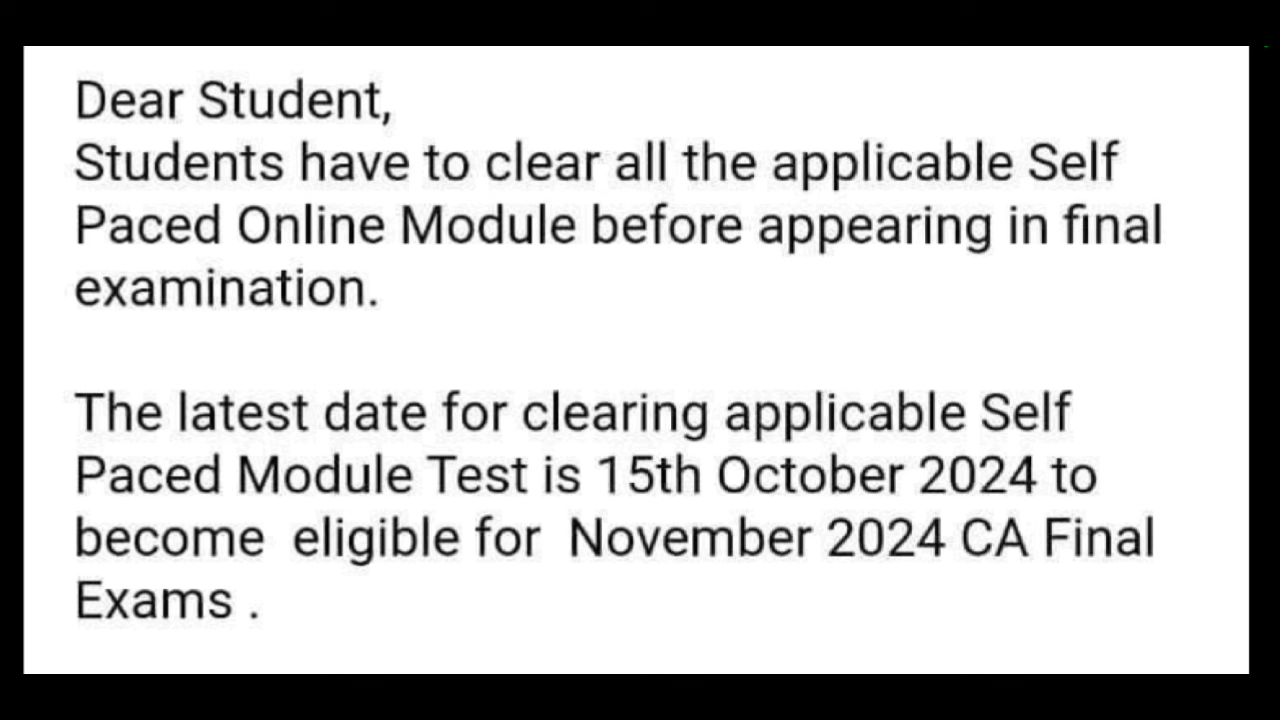 Dear Student,
Students have to clear all the applicable Self
Paced Online Module before appearing in final
examination.
The latest date for clearing applicable Self
Paced Module Test is 15th October 2024 to
become  eligible for  November 2024 CA Final
Exams .